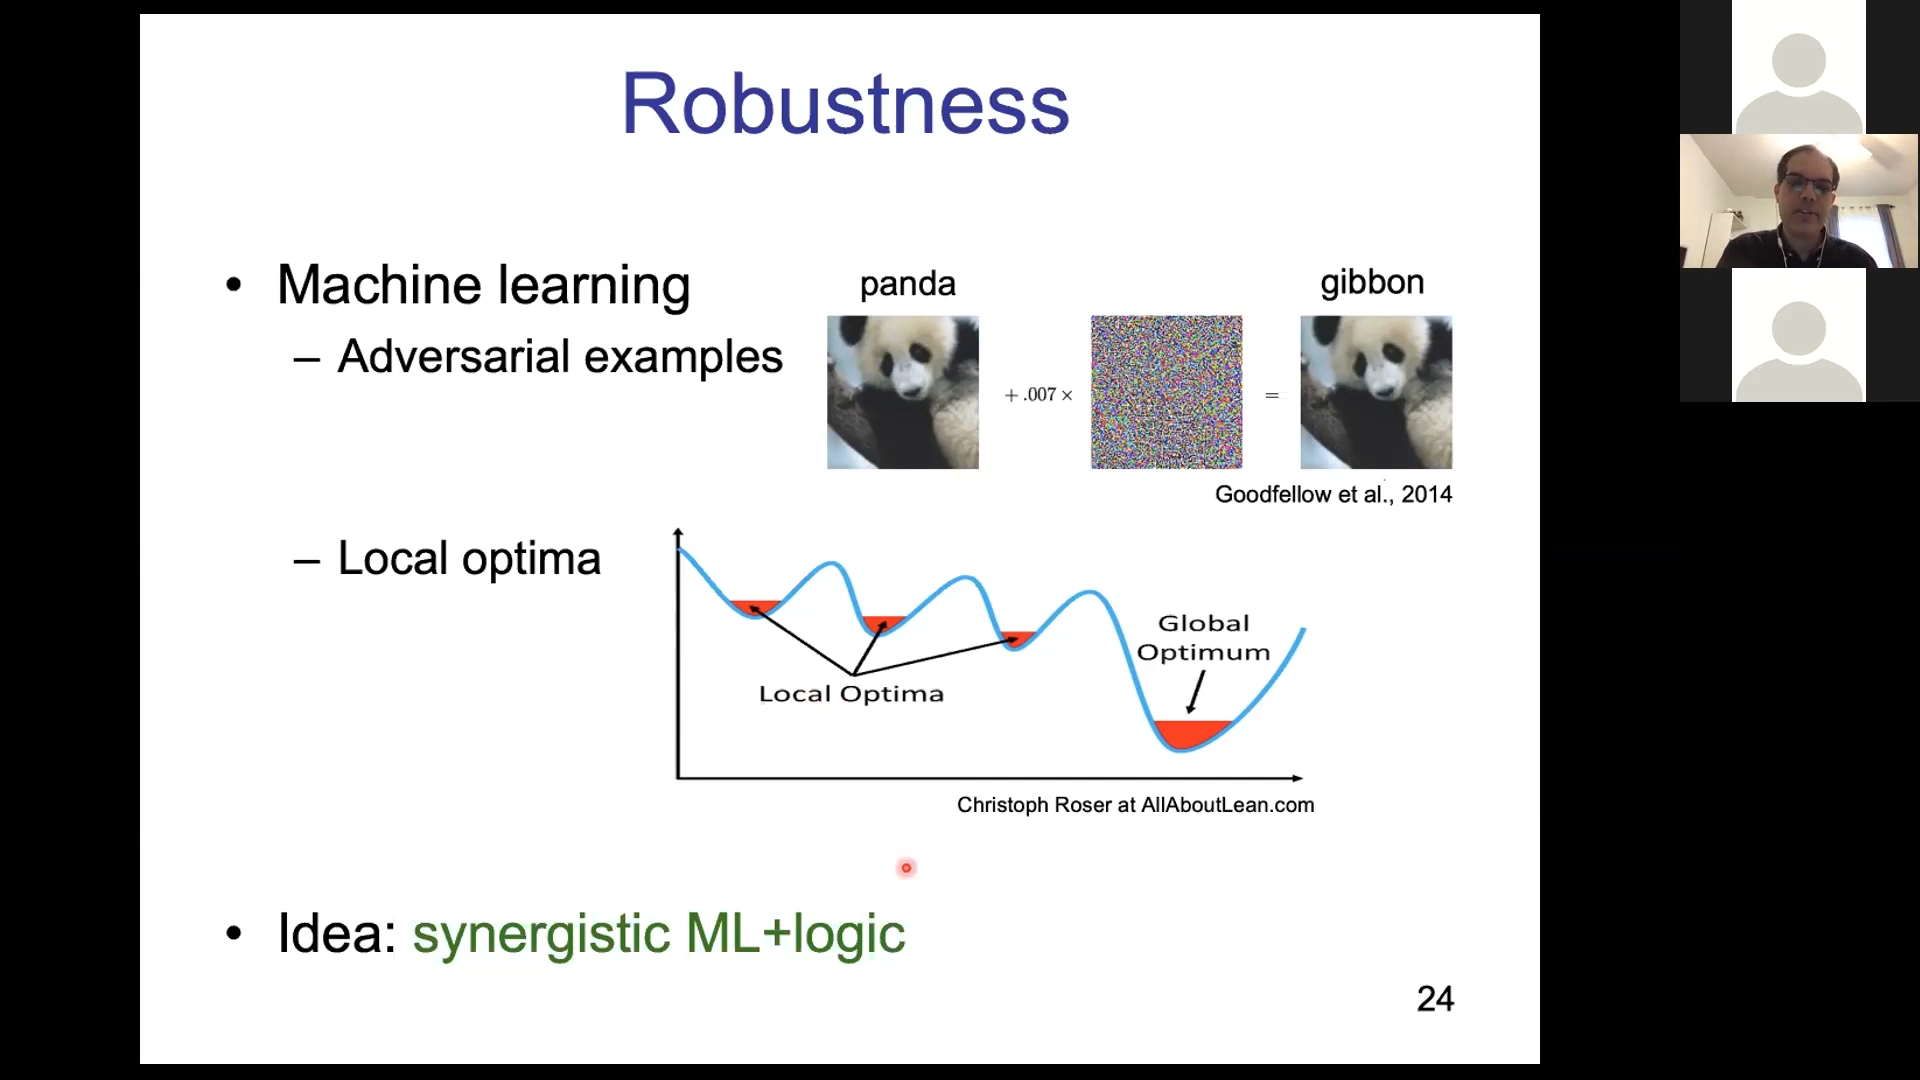 Robustness
• Machine learning
– Adversarial examples
panda
gibbon
+ .007 ×
=
Goodfellow et al., 2014
– Local optima
Local Optima
Global
Optimum
Christoph Roser at AllAboutLean.com
• Idea: synergistic ML+logic
24